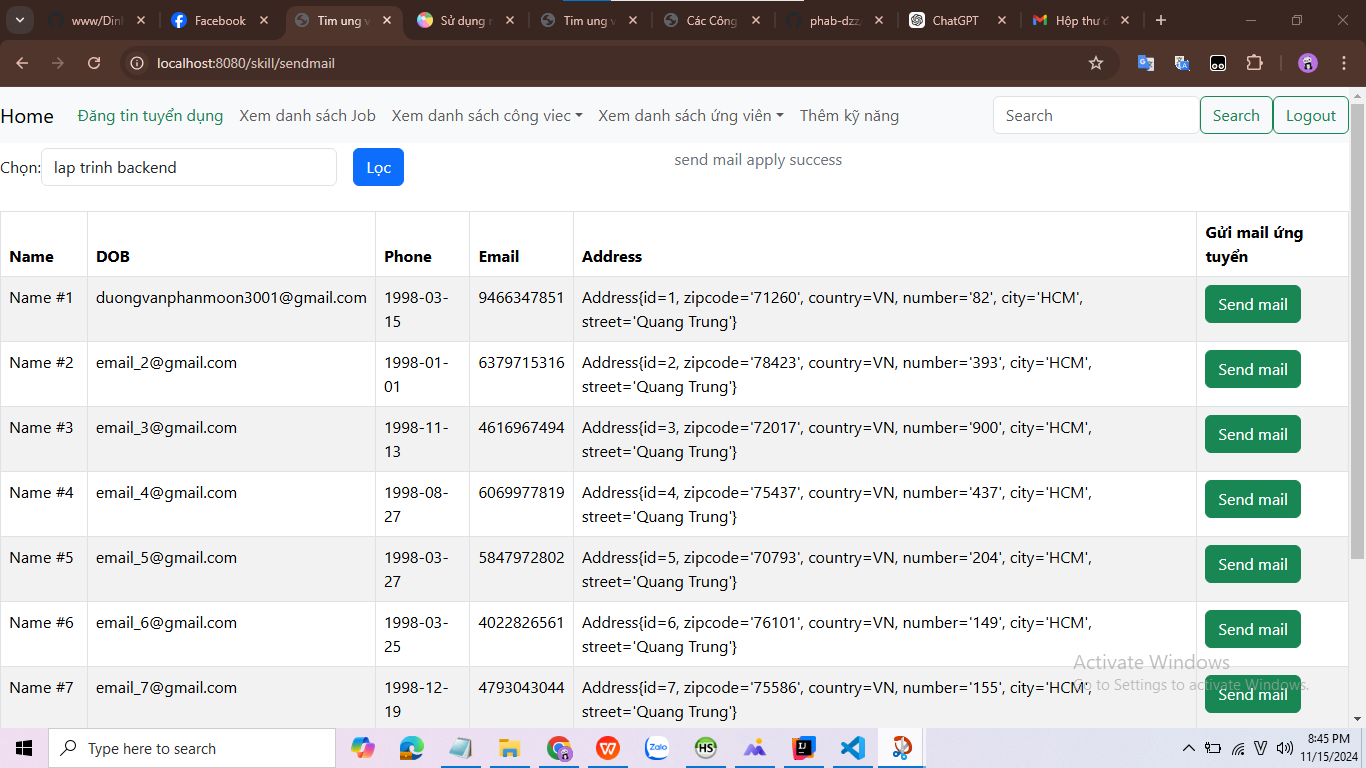 www/Dinh
Facebook
Tim ung v
Sử dụng r
Tim ung v
Các Công
phab-dzz
ChatGPT
Hộp thư
localhost:8080/skill/sendmail
Home Đăng tin tuyển dụng Xem danh sách Job Xem danh sách công viec Xem danh sách ứng viên Thêm kỹ năng Search Search Logout
Chọn: lap trinh backend Lọc send mail apply success
Name DOB Phone Email Address Gửi mail ứng
tuyển
Name #1 duongvanphanmoon3001@gmail.com 1998-03- 9466347851 Address{id=1, zipcode='71260', country=VN, number='82', city='HCM', Send mail
15 street='Quang Trung'}
Name #2 email_2@gmail.com 1998-01- 6379715316 Address{id=2, zipcode='78423', country=VN, number='393', city='HCM', Send mail
01 street='Quang Trung'}
Name #3 email_3@gmail.com 1998-11- 4616967494 Address{id=3, zipcode='72017', country=VN, number='900', city='HCM', Send mail
13 street='Quang Trung'}
Name #4 email_4@gmail.com 1998-08- 6069977819 Address{id=4, zipcode='75437', country=VN, number='437', city='HCM', Send mail
27 street='Quang Trung'}
Name #5 email_5@gmail.com 1998-03- 5847972802 Address{id=5, zipcode='70793', country=VN, number='204', city='HCM', Send mail
27 street='Quang Trung'}
Name #6 email_6@gmail.com 1998-03- 4022826561 Address{id=6, zipcode='76101', country=VN, number='149', city='HCM', Send mail
25 street='Quang Trung'}
Name #7 email_7@gmail.com 1998-12- 4793043044 Address{id=7, zipcode='75586', country=VN, number='155', city='HCM', Send mail
19 street='Quang Trung'}
Activate Windows
Go to Settings to activate Windows.
Type here to search
Zalo
HS
8:45 PM
11/15/2024